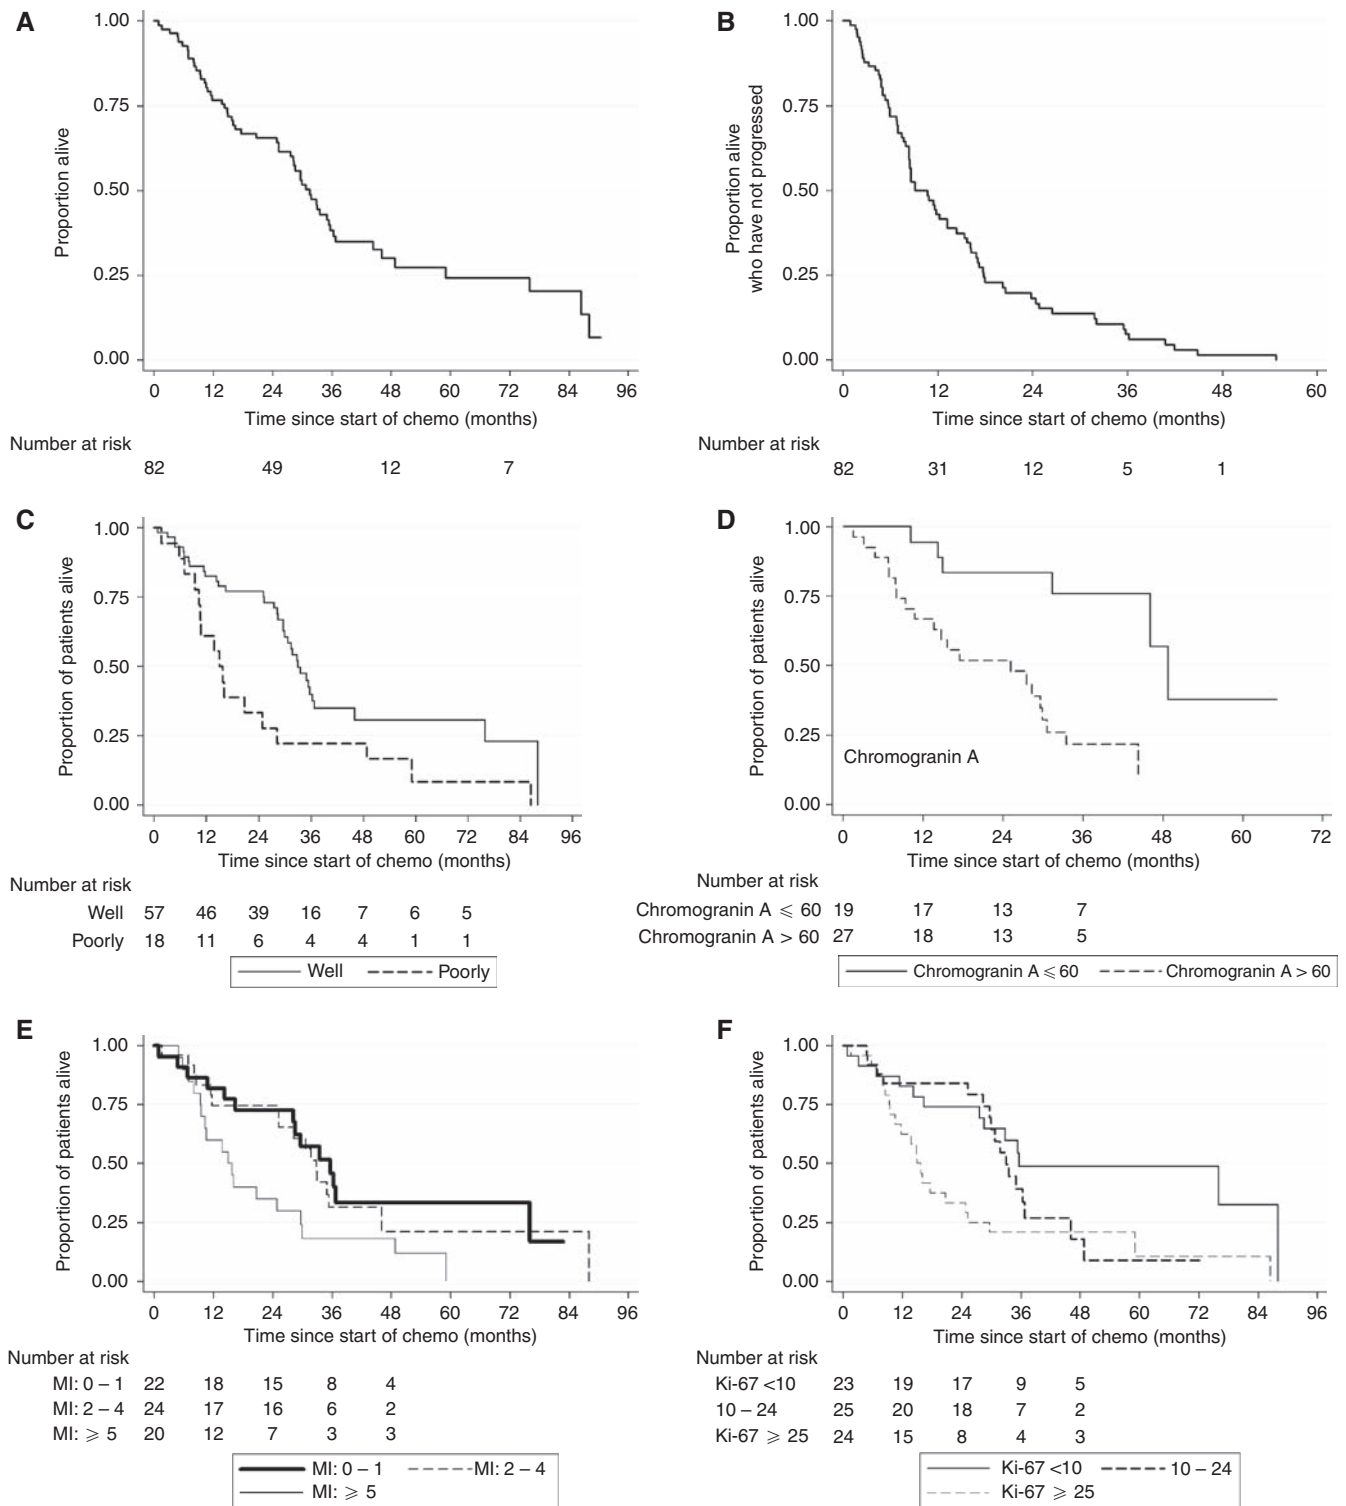 A
Proportion alive
1.00
0.75
0.50
0.25
0.00
0 12 24 36 48 60 72 84 96
Time since start of chemo (months)
Number at risk
82 49 12 7
B
Proportion alive
who have not progressed
1.00
0.75
0.50
0.25
0.00
0 12 24 36 48 60
Time since start of chemo (months)
Number at risk
82 31 12 5 1
C
Proportion of patients alive
1.00
0.75
0.50
0.25
0.00
0 12 24 36 48 60 72 84 96
Time since start of chemo (months)
Number at risk
Well 57 46 39 16 7 6 5
Poorly 18 11 6 4 4 1 1
Well Poorly
D
Proportion of patients alive
1.00
0.75
0.50
0.25
0.00
Chromogranin A
0 12 24 36 48 60 72
Time since start of chemo (months)
Number at risk
Chromogranin A ⩽ 60 19 17 13 7
Chromogranin A > 60 27 18 13 5
Chromogranin A ⩽ 60 Chromogranin A > 60
E
Proportion of patients alive
1.00
0.75
0.50
0.25
0.00
0 12 24 36 48 60 72 84 96
Time since start of chemo (months)
Number at risk
MI: 0 – 1 22 18 15 8 4
MI: 2 – 4 24 17 16 6 2
MI: ⩾ 5 20 12 7 3 3
MI: 0 – 1 MI: 2 – 4
MI: ⩾ 5
F
Proportion of patients alive
1.00
0.75
0.50
0.25
0.00
0 12 24 36 48 60 72 84 96
Time since start of chemo (months)
Number at risk
Ki-67 <10 23 19 17 9 5
10 – 24 25 20 18 7 2
Ki-67 ⩾ 25 24 15 8 4 3
Ki-67 <10 10 – 24
Ki-67 ⩾ 25